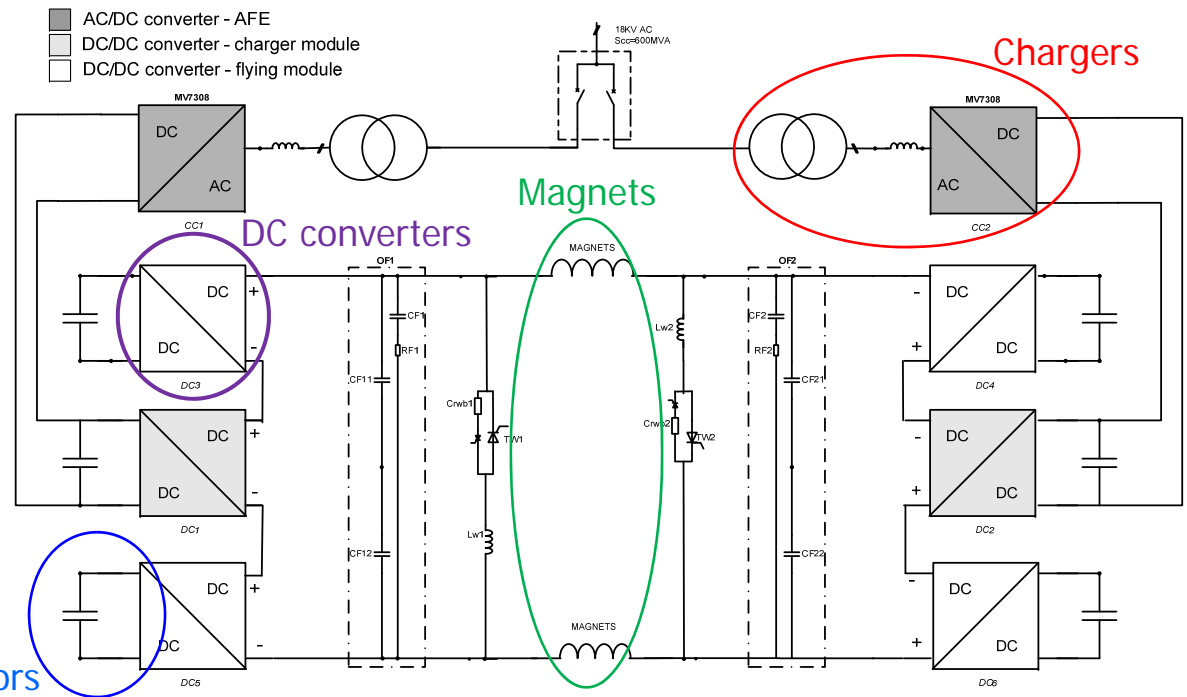 AC/DC converter - AFE
DC/DC converter - charger module
DC/DC converter - flying module
18KV AC
Scc=600MVA
Chargers
MV7308
DC
AC
CC1
MV7308
DC
AC
CC2
Magnets
DC converters
MAGNETS
OF1
OF2
DC
DC
+
-
DC3
CF1
RF1
CF11
CF12
Crwb1
TW1
Lw1
Lw2
Crwb2
TW2
CF2
RF2
CF21
CF22
-
+
DC
DC
DC4
DC
DC
+
-
DC1
-
+
DC
DC
DC2
DC
DC
+
-
DC5
MAGNETS
-
+
DC
DC
DC6
ors